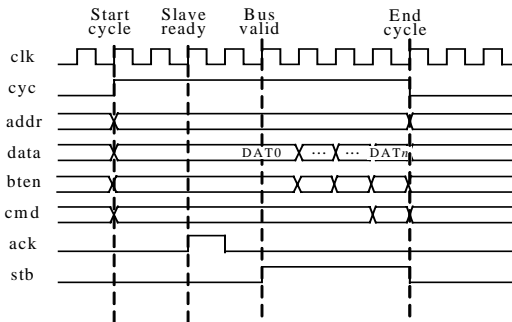 Start Slave Bus End
cycle ready valid cycle
clk
cyc
addr
data DAT0 ... ... DATn
bten
cmd
ack
stb